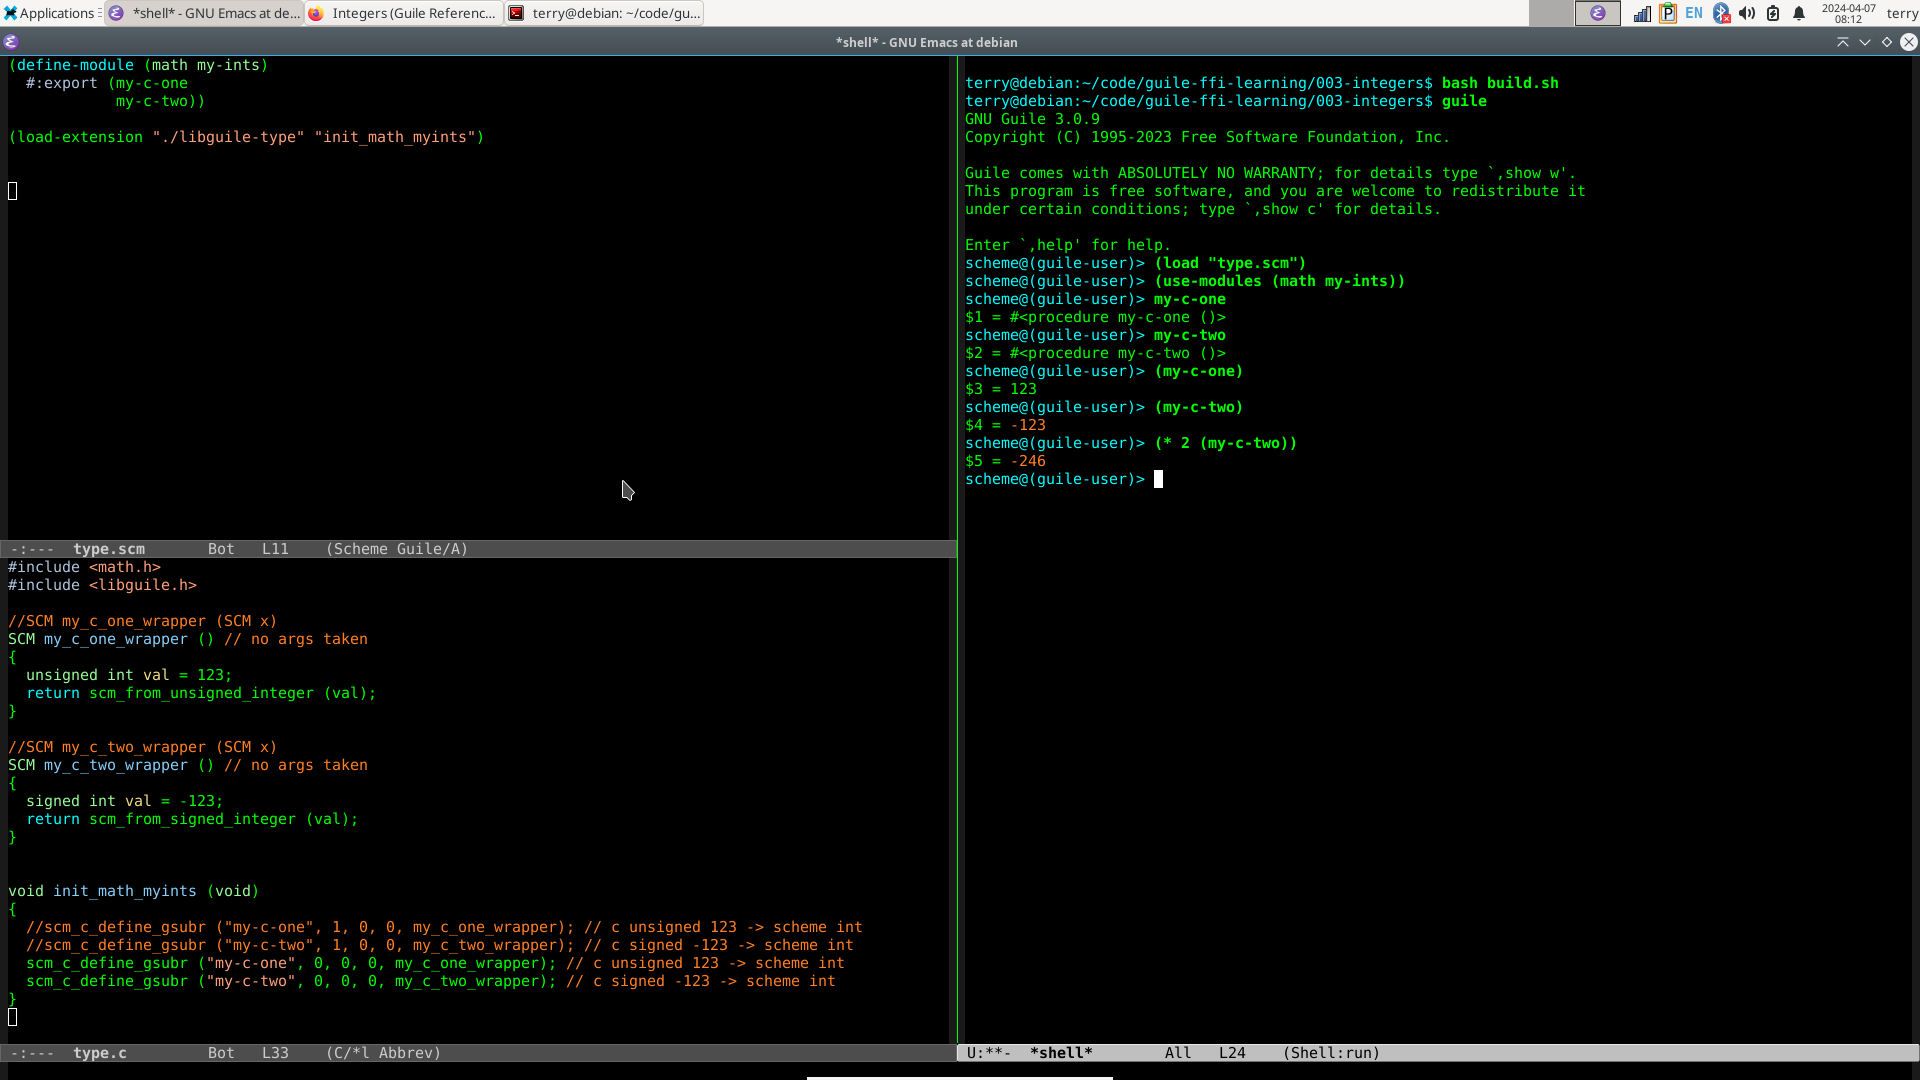 Applications
*shell* - GNU Emacs at de...
Integers (Guile Referenc...
terry@debian: ~/code/gu...
EN
2024-04-07
08:12
terry
*shell* - GNU Emacs at debian
(define-module (math my-ints)
  #:export (my-c-one
            my-c-two))

(load-extension "./libguile-type" "init_math_myints")
-:---  type.scm       Bot   L11    (Scheme Guile/A)
#include <math.h>
#include <libguile.h>

//SCM my_c_one_wrapper (SCM x)
SCM my_c_one_wrapper () // no args taken
{
  unsigned int val = 123;
  return scm_from_unsigned_integer (val);
}

//SCM my_c_two_wrapper (SCM x)
SCM my_c_two_wrapper () // no args taken
{
  signed int val = -123;
  return scm_from_signed_integer (val);
}

void init_math_myints (void)
{
  //scm_c_define_gsubr ("my-c-one", 1, 0, 0, my_c_one_wrapper); // c unsigned 123 -> scheme int
  //scm_c_define_gsubr ("my-c-two", 1, 0, 0, my_c_two_wrapper); // c signed -123 -> scheme int
  scm_c_define_gsubr ("my-c-one", 0, 0, 0, my_c_one_wrapper); // c unsigned 123 -> scheme int
  scm_c_define_gsubr ("my-c-two", 0, 0, 0, my_c_two_wrapper); // c signed -123 -> scheme int
}
-:---  type.c         Bot   L33    (C/*l Abbrev)
terry@debian:~/code/guile-ffi-learning/003-integers$ bash build.sh
terry@debian:~/code/guile-ffi-learning/003-integers$ guile
GNU Guile 3.0.9
Copyright (C) 1995-2023 Free Software Foundation, Inc.

Guile comes with ABSOLUTELY NO WARRANTY; for details type `,show w'.
This program is free software, and you are welcome to redistribute it
under certain conditions; type `,show c' for details.

Enter `,help' for help.
scheme@(guile-user)> (load "type.scm")
scheme@(guile-user)> (use-modules (math my-ints))
scheme@(guile-user)> my-c-one
$1 = #<procedure my-c-one ()>
scheme@(guile-user)> my-c-two
$2 = #<procedure my-c-two ()>
scheme@(guile-user)> (my-c-one)
$3 = 123
scheme@(guile-user)> (my-c-two)
$4 = -123
scheme@(guile-user)> (* 2 (my-c-two))
$5 = -246
scheme@(guile-user)>
U:**-  *shell*        All   L24    (Shell:run)